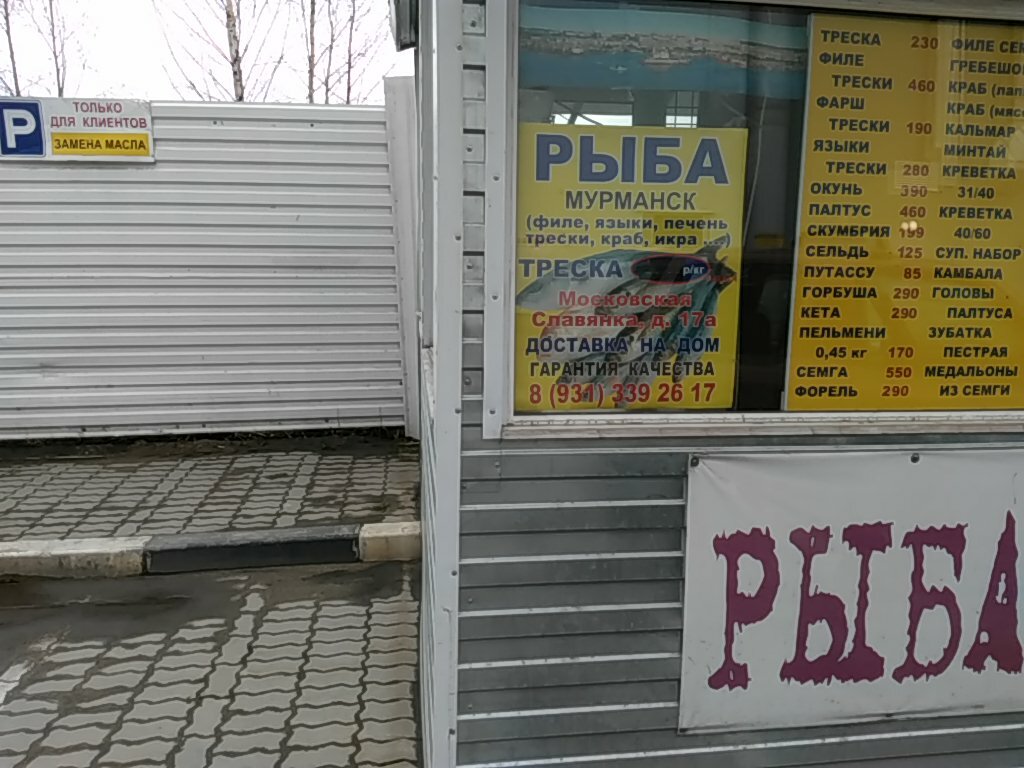 P
ТОЛЬКО
ДЛЯ КЛИЕНТОВ
ЗАМЕНА МАСЛА
РЫБА
МУРМАНСК
(филе, языки, печень
трески, краб, икра ...)
ТРЕСКА р/кг
Московская
Славянка, д. 17а
ДОСТАВКА НА ДОМ
ГАРАНТИЯ КАЧЕСТВА
8 (931) 339 26 17
ТРЕСКА 230
ФИЛЕ
ТРЕСКИ 460
ФАРШ
ТРЕСКИ 190
ЯЗЫКИ
ТРЕСКИ 280
ОКУНЬ 390
ПАЛТУС 460
СКУМБРИЯ 199
СЕЛЬДЬ 125
ПУТАССУ 85
ГОРБУША 290
КЕТА 290
ПЕЛЬМЕНИ
0,45 кг 170
СЕМГА 550
ФОРЕЛЬ 290
ФИЛЕ
КРАБ
КРАБ
КАЛЬМАР
МИНТАЙ
КРЕВЕТКА
31/40
КРЕВЕТКА
40/60
СУП. НАБОР
КАМБАЛА
ГОЛОВЫ
ПАЛТУСА
ЗУБАТКА
ПЕСТРАЯ
МЕДАЛЬОНЫ
ИЗ СЕМГИ
РЫБА